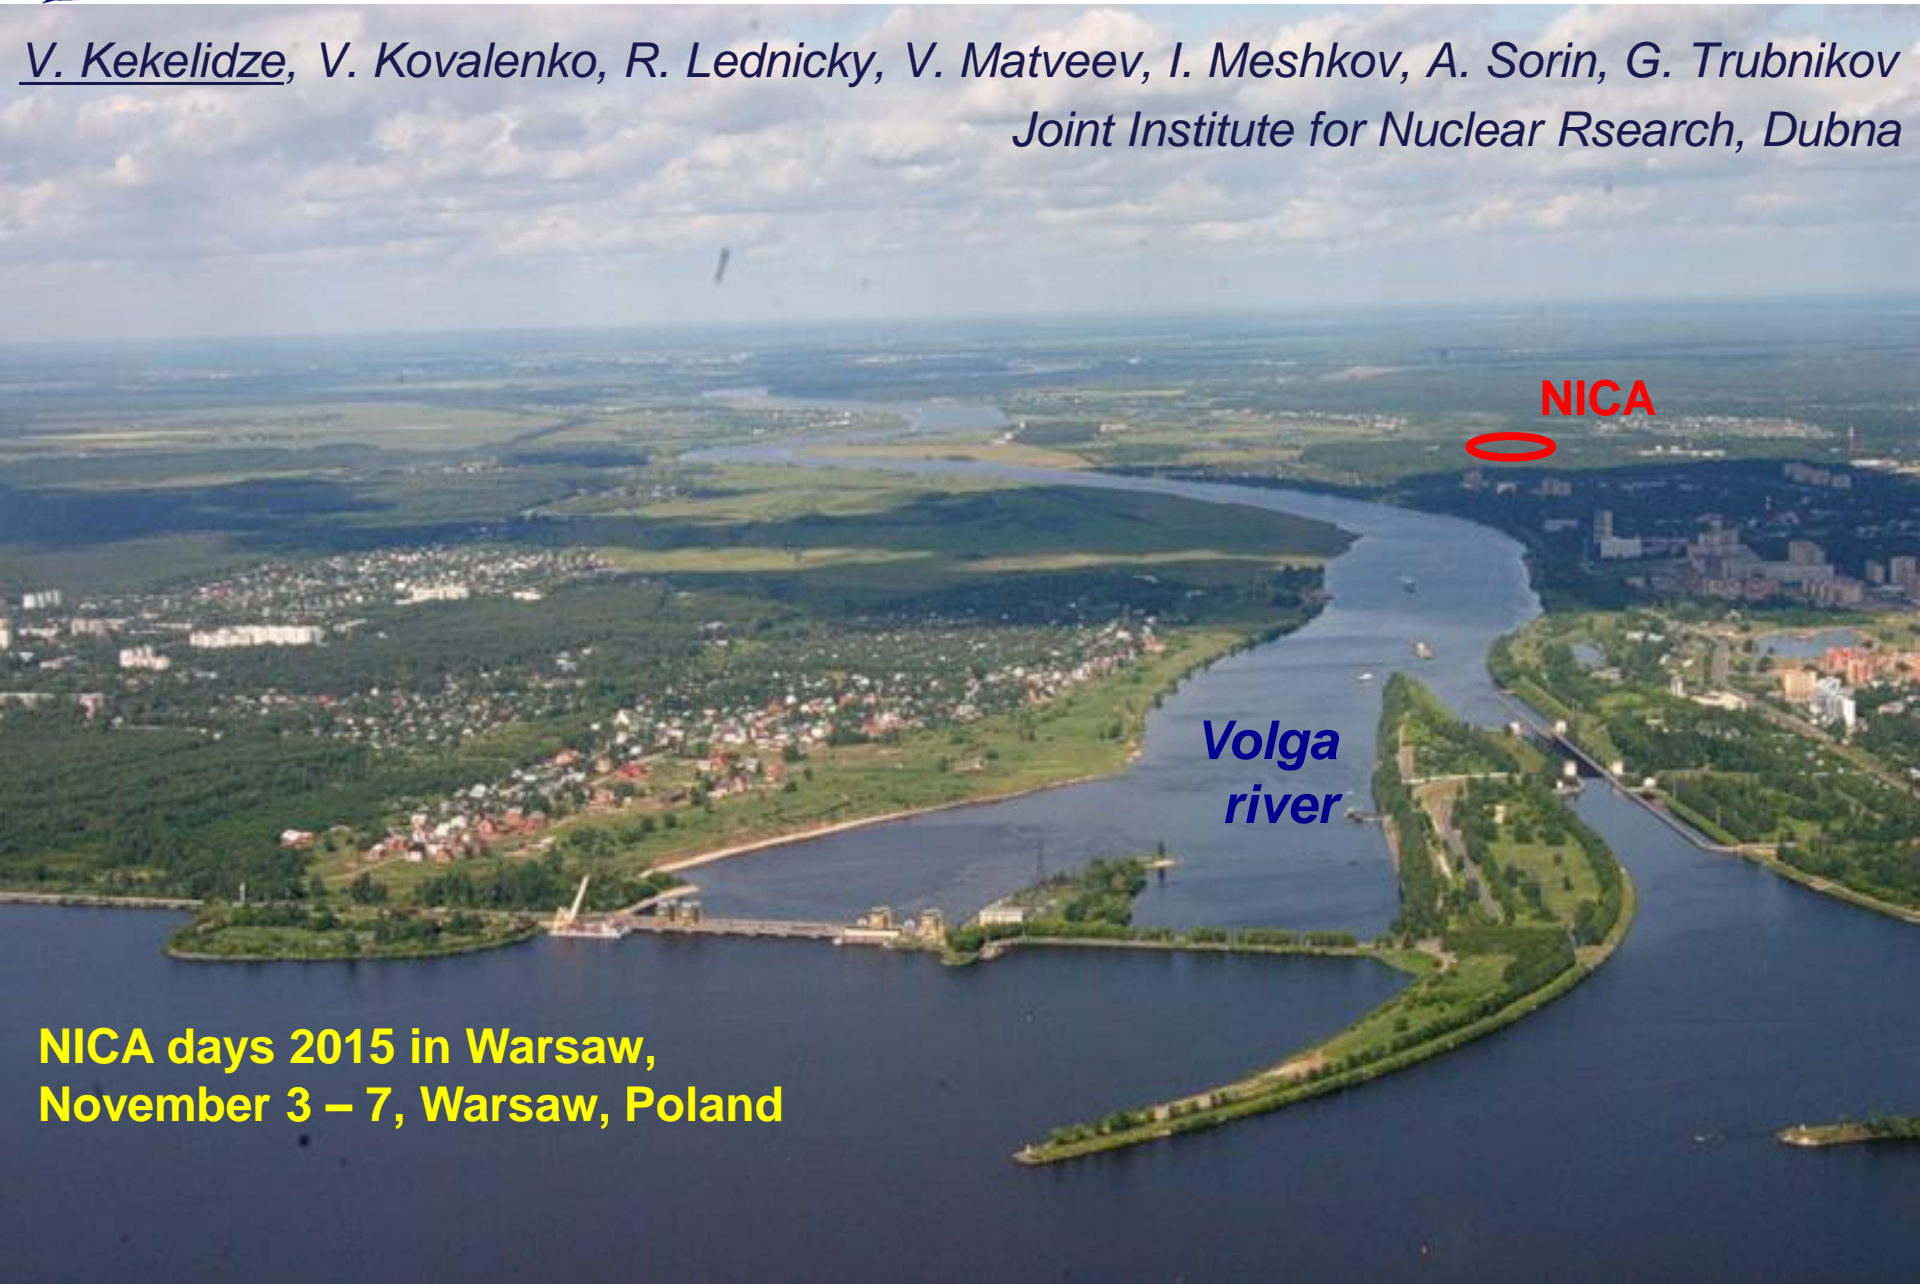 V. Kekelidze, V. Kovalenko, R. Lednicky, V. Matveev, I. Meshkov, A. Sorin, G. Trubnikov
Joint Institute for Nuclear Rsearch, Dubna
NICA
Volga
river
NICA days 2015 in Warsaw,
November 3 – 7, Warsaw, Poland